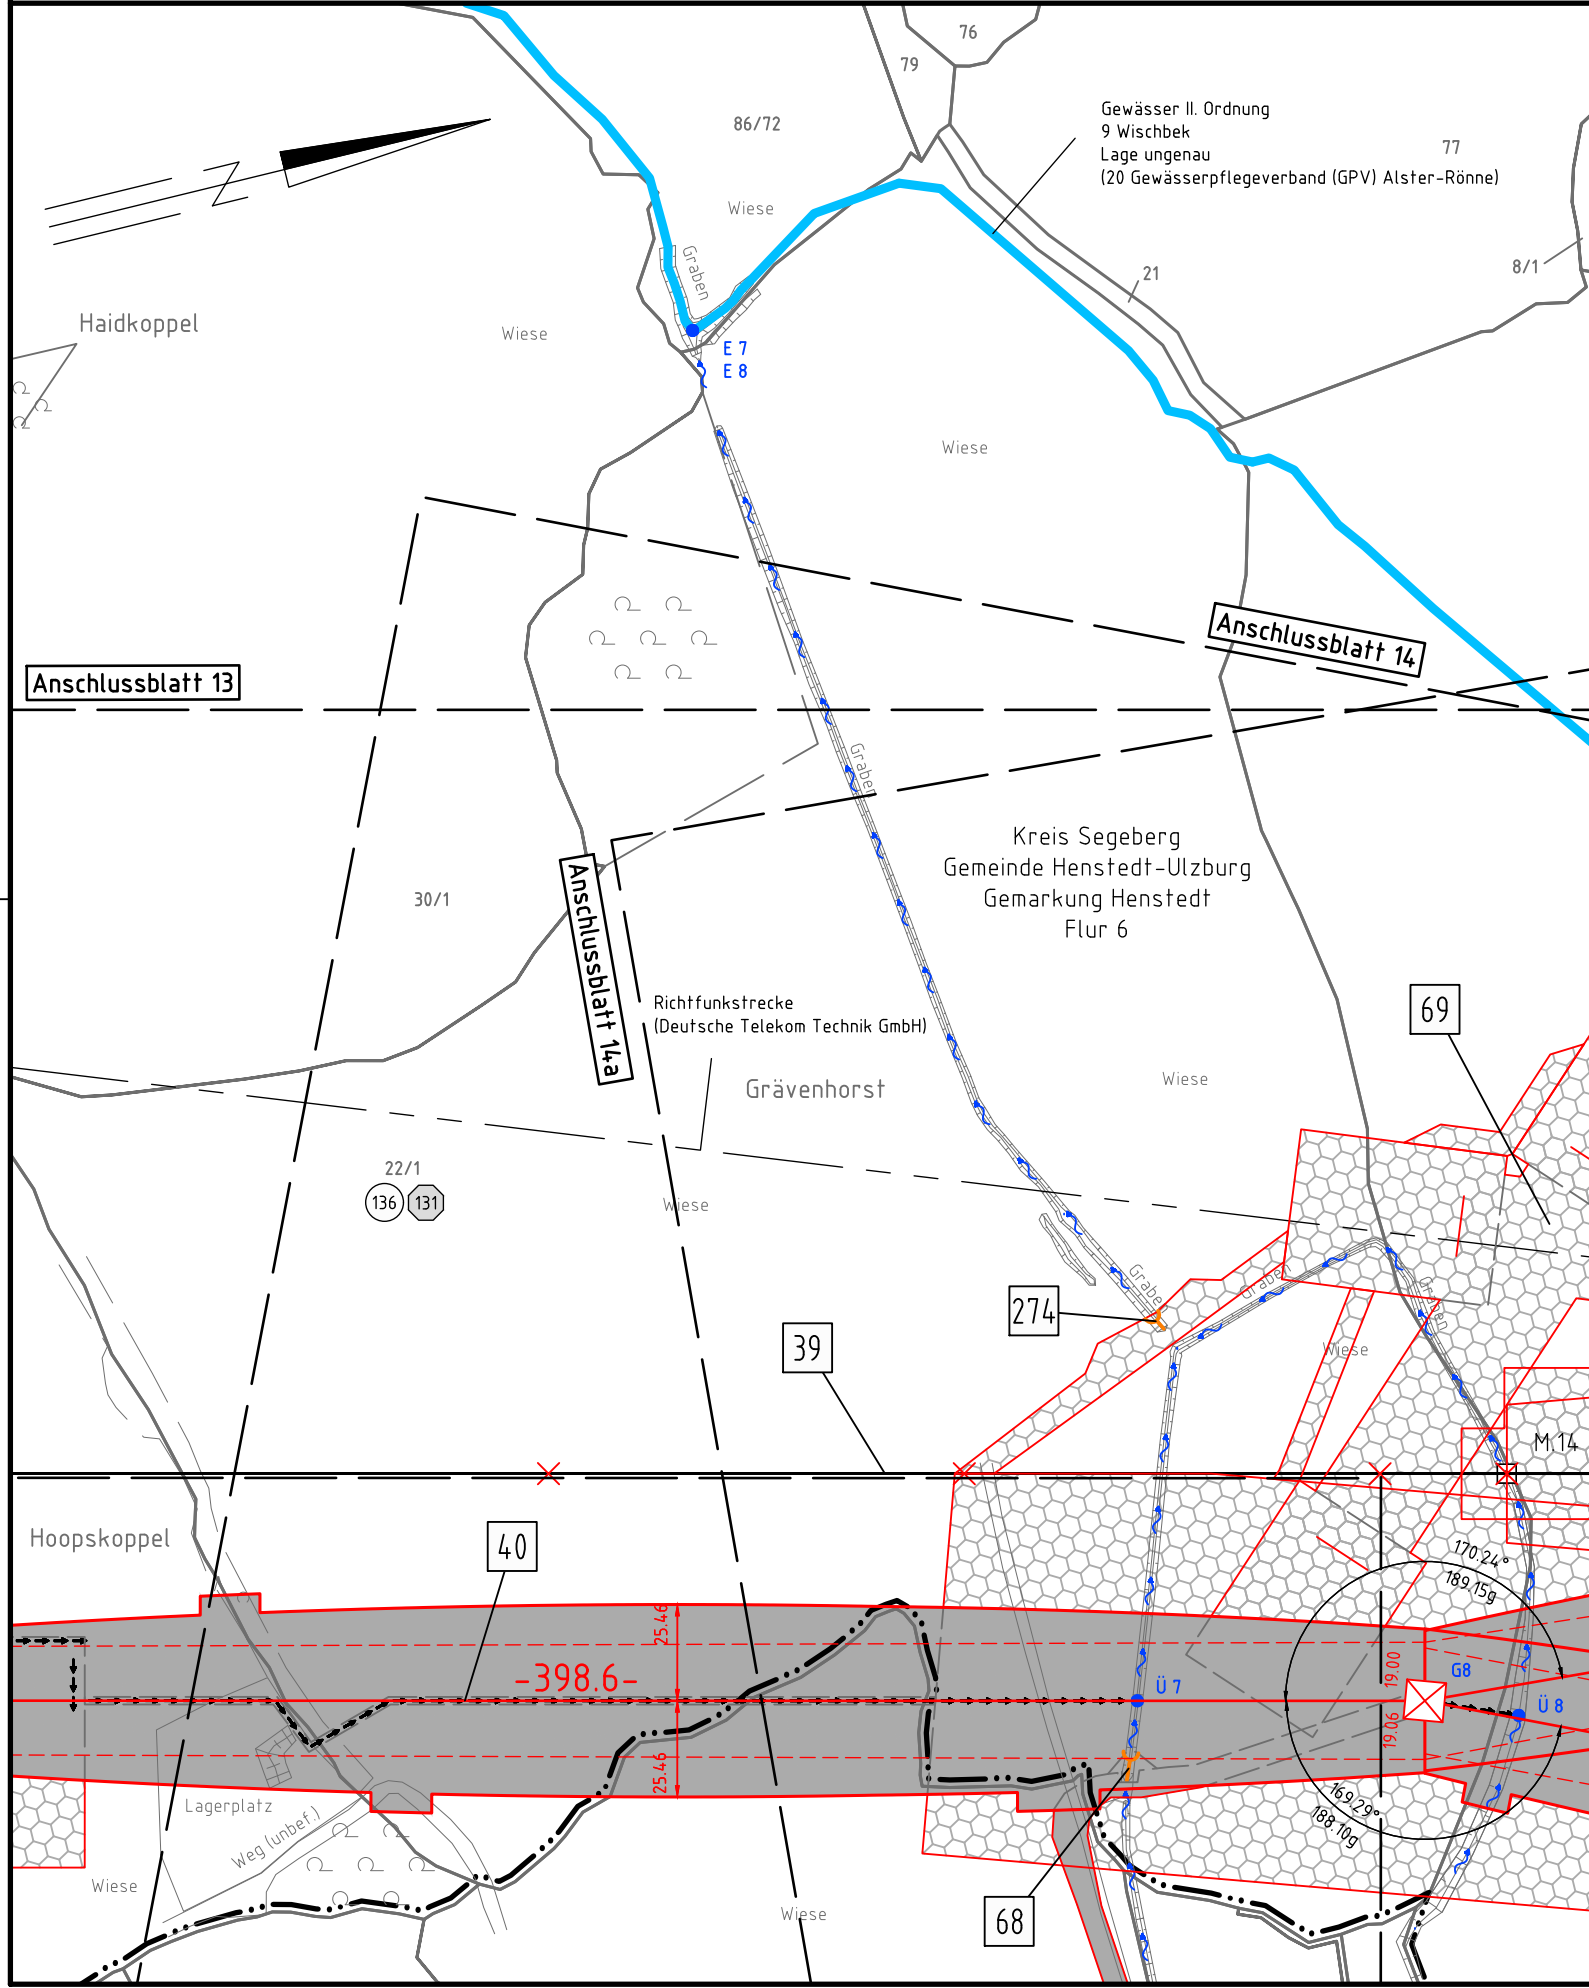 76
79
86/72
Gewässer II. Ordnung
9 Wischbek
Lage ungenau
(20 Gewässerpflegeverband (GPV) Alster-Rönne)
77
Wiese
Graben
21
8/1
Haidkoppel
Wiese
E 7
E 8
Wiese
Anschlussblatt 14
Anschlussblatt 13
Graben
Kreis Segeberg
Gemeinde Henstedt-Ulzburg
Gemarkung Henstedt
Flur 6
30/1
Anschlussblatt 14a
Richtfunkstrecke
(Deutsche Telekom Technik GmbH)
69
Grävenhorst
Wiese
22/1
136
131
Wiese
Graben
Graben
Graben
274
39
Wiese
M.14
Hoopskoppel
40
170.24°
189.15g
25.46
-398.6-
19.00
G8
Ü 7
Ü 8
19.06
25.46
169.29°
188.10g
Lagerplatz
Weg (unbef.)
Wiese
Wiese
68